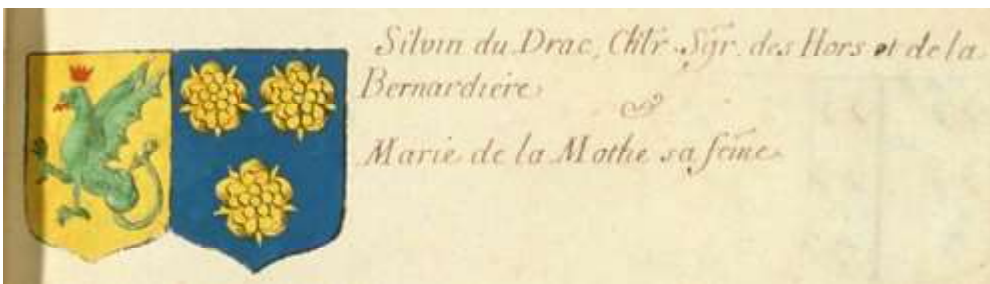 Silvin du Drac, Chlr. Sgr. des Hors et de la
Bernardiere
Marie de la Mothe sa feme